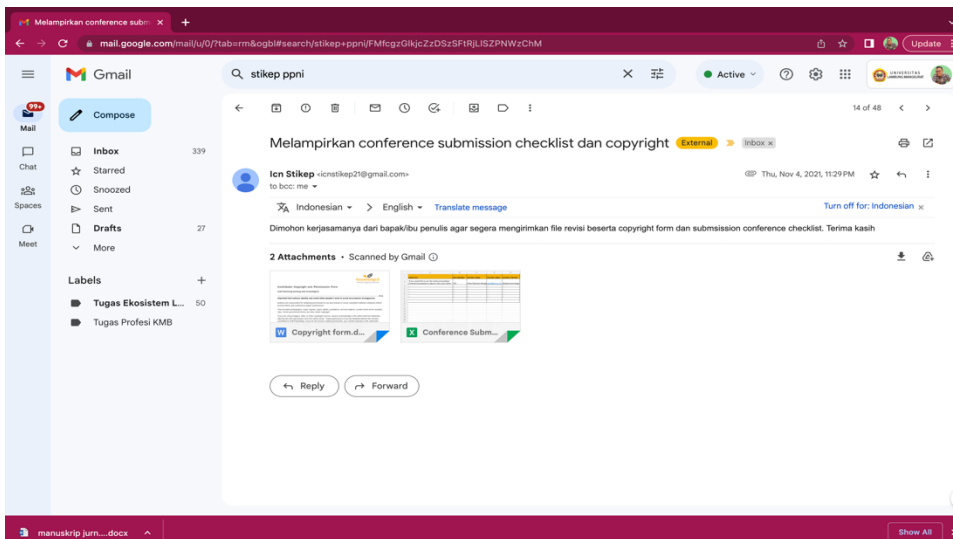 Melampirkan conference subm
mail.google.com/mail/u/0/?tab=rm&ogbl#search/stikep+ppni/FMfcgzGlkjcZzDSzSFtRjLlSZPNWzChM
Update
Gmail
stikep ppni
Active
UNIVERSITAS
99+
Mail
Chat
Spaces
Meet
Compose
Inbox 339
Starred
Snoozed
Sent
Drafts 27
More
Labels
Tugas Ekosistem L... 50
Tugas Profesi KMB
14 of 48
Melampirkan conference submission checklist dan copyright External Inbox x
Icn Stikep <icnstikep21@gmail.com> Thu, Nov 4, 2021, 11:29 PM
to bcc: me
Indonesian > English Translate message Turn off for: Indonesian x
Dimohon kerjasamanya dari bapak/ibu penulis agar segera mengirimkan file revisi beserta copyright form dan submsission conference checklist. Terima kasih
2 Attachments • Scanned by Gmail
W Copyright form.d...
X Conference Subm...
Reply
Forward
manuskrip jurn....docx
Show All